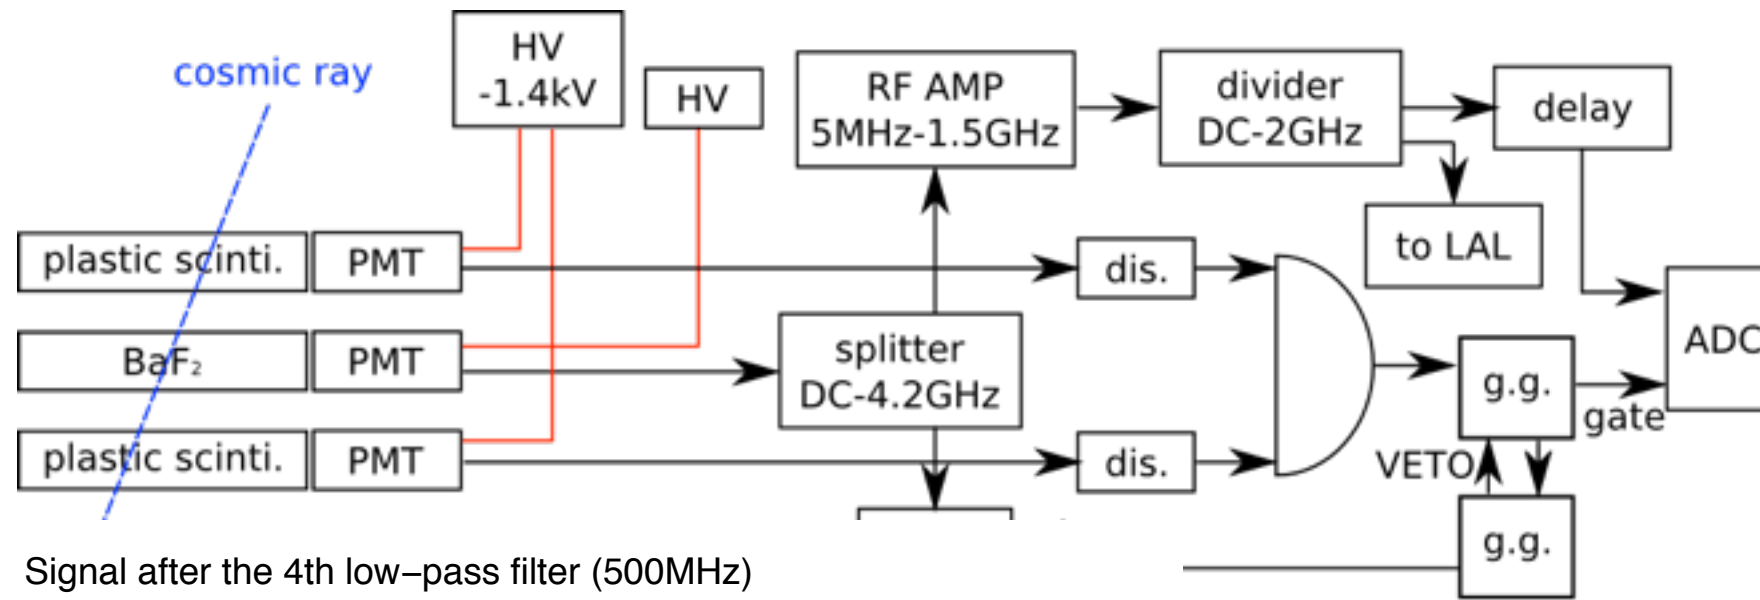 cosmic ray
HV
-1.4kV
HV
RF AMP
5MHz-1.5GHz
divider
DC-2GHz
delay
to LAL
plastic scinti.
PMT
dis.
BaF₂
PMT
splitter
DC-4.2GHz
g.g.
ADC
gate
plastic scinti.
PMT
dis.
VETO
g.g.
Signal after the 4th low−pass filter (500MHz)